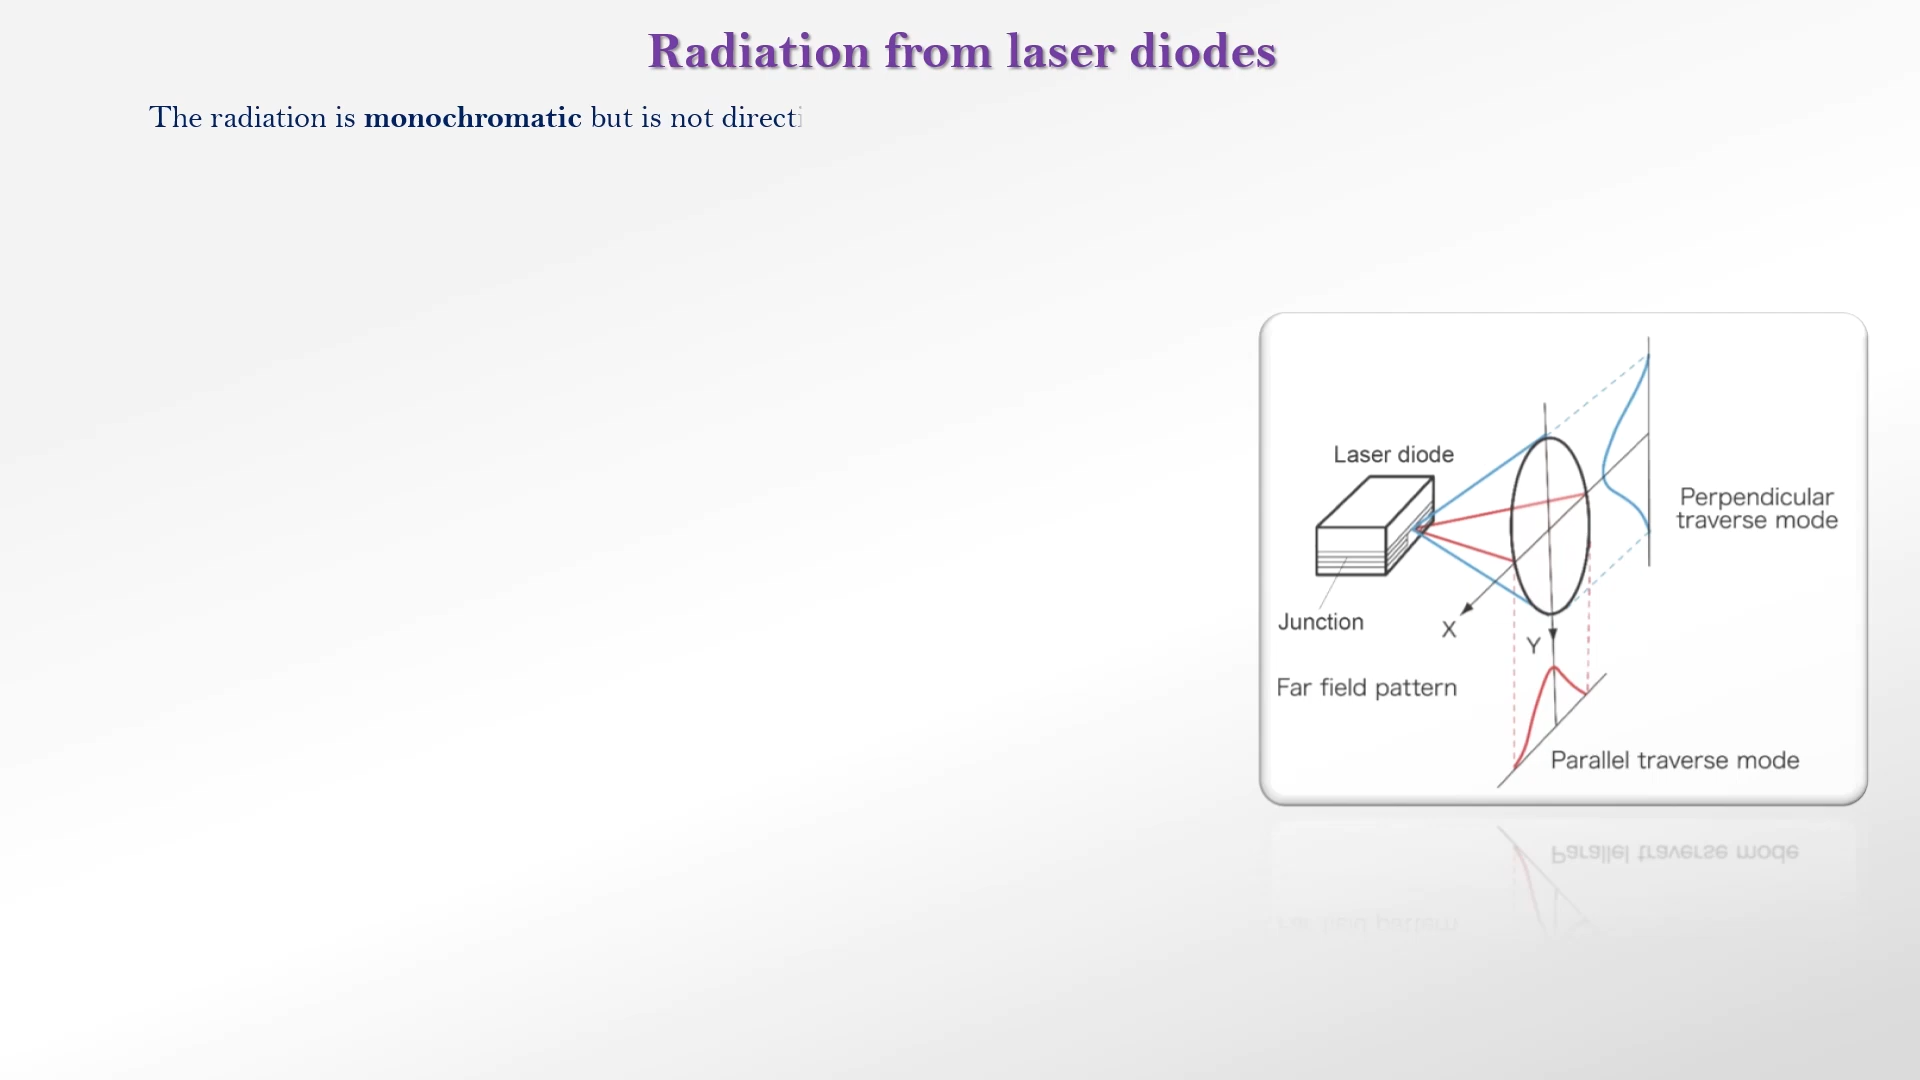 Radiation from laser diodes
The radiation is monochromatic but is not direct
Laser diode
Perpendicular
traverse mode
Junction
X
Y
Far field pattern
Parallel traverse mode